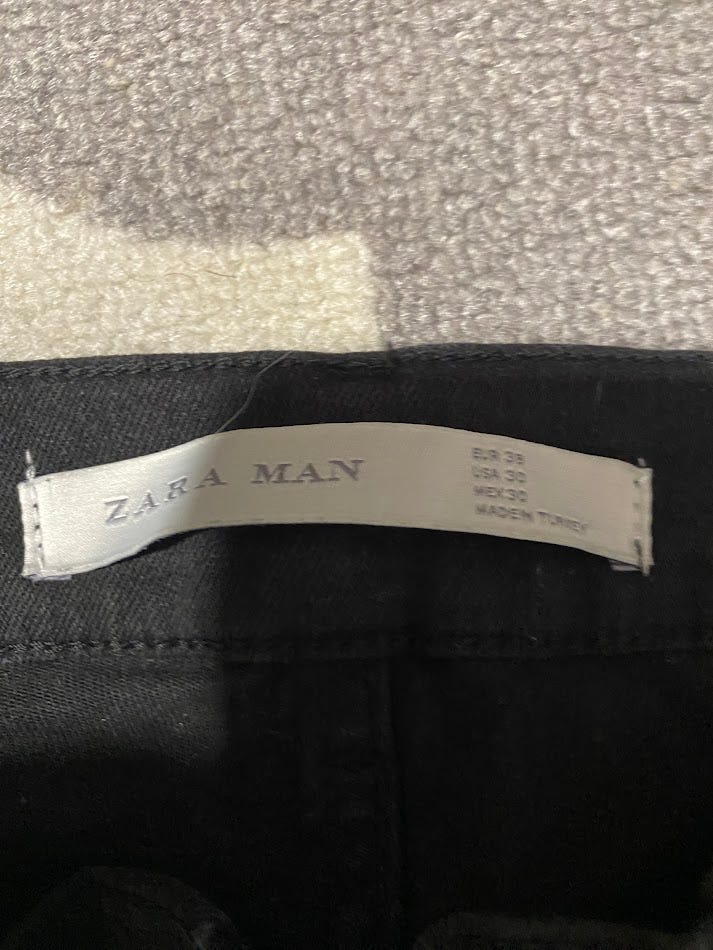 ZARA MAN
EUR 38
USA 30
MEX 30
MADE IN TURKEY